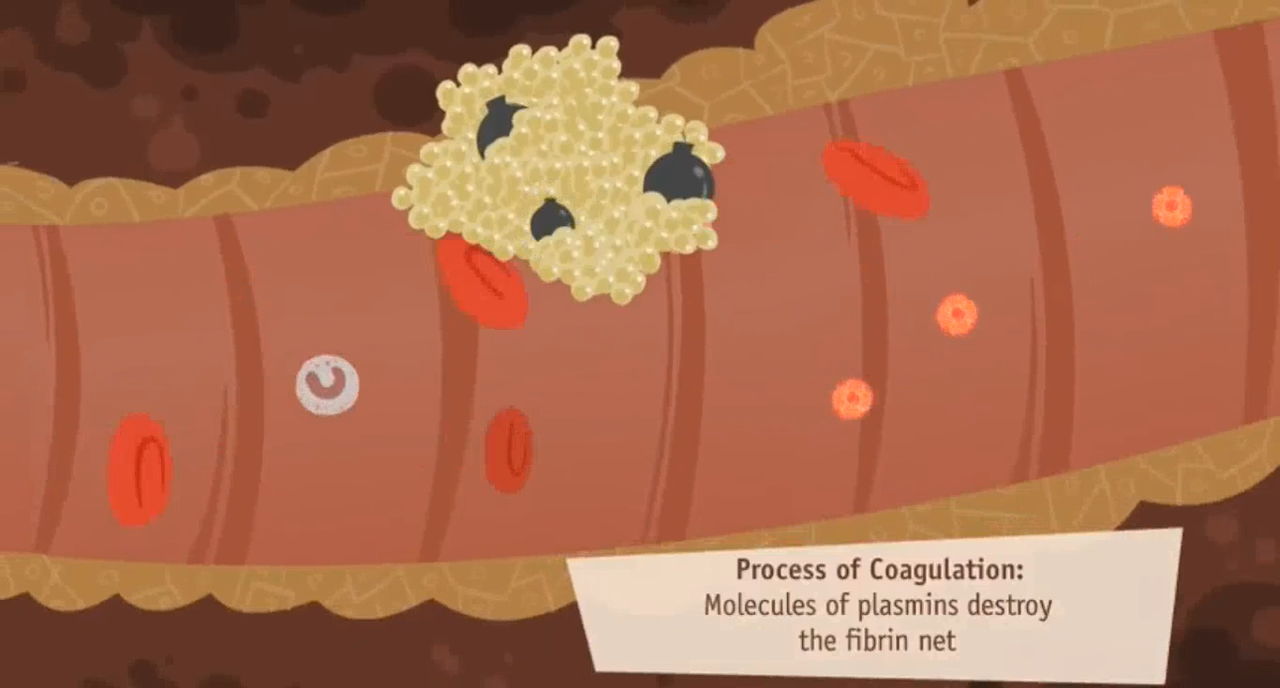 Process of Coagulation:
Molecules of plasmins destroy
the fibrin net